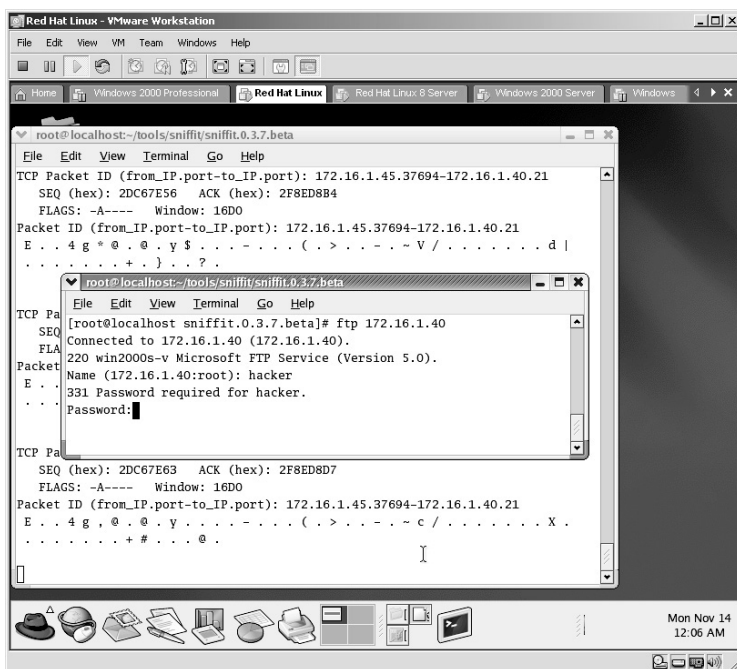 Red Hat Linux - VMware Workstation
File Edit View VM Team Windows Help
Home Windows 2000 Professional Red Hat Linux Red Hat Linux 8 Server Windows 2000 Server Windows
root@localhost:~/tools/sniffit/sniffit.0.3.7.beta
File Edit View Terminal Go Help
TCP Packet ID (from_IP.port-to_IP.port): 172.16.1.45.37694-172.16.1.40.21
SEQ (hex): 2DC67E56 ACK (hex): 2F8ED8B4
FLAGS: -A---- Window: 16D0
Packet ID (from_IP.port-to_IP.port): 172.16.1.45.37694-172.16.1.40.21
E . . 4 g * @ . @ . y $ . . . - . . . ( . > . . - . ~ V / . . . . . . . d |
. . . . . . . + . } . . ? .
TCP Pa
SEQ
FLA
Packet
E . .
. . .
root@localhost:~/tools/sniffit/sniffit.0.3.7.beta
File Edit View Terminal Go Help
[root@localhost sniffit.0.3.7.beta]# ftp 172.16.1.40
Connected to 172.16.1.40 (172.16.1.40).
220 win2000s-v Microsoft FTP Service (Version 5.0).
Name (172.16.1.40:root): hacker
331 Password required for hacker.
Password:
TCP Pa
SEQ (hex): 2DC67E63 ACK (hex): 2F8ED8D7
FLAGS: -A---- Window: 16D0
Packet ID (from_IP.port-to_IP.port): 172.16.1.45.37694-172.16.1.40.21
E . . 4 g , @ . @ . y . . . . - . . . ( . > . . - . ~ c / . . . . . . . X .
. . . . . . . + # . . . @ .
Mon Nov 14
12:06 AM